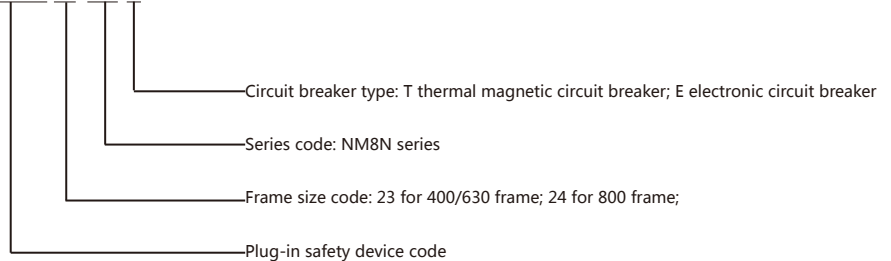 Circuit breaker type: T thermal magnetic circuit breaker; E electronic circuit breaker
Series code: NM8N series
Frame size code: 23 for 400/630 frame; 24 for 800 frame;
Plug-in safety device code